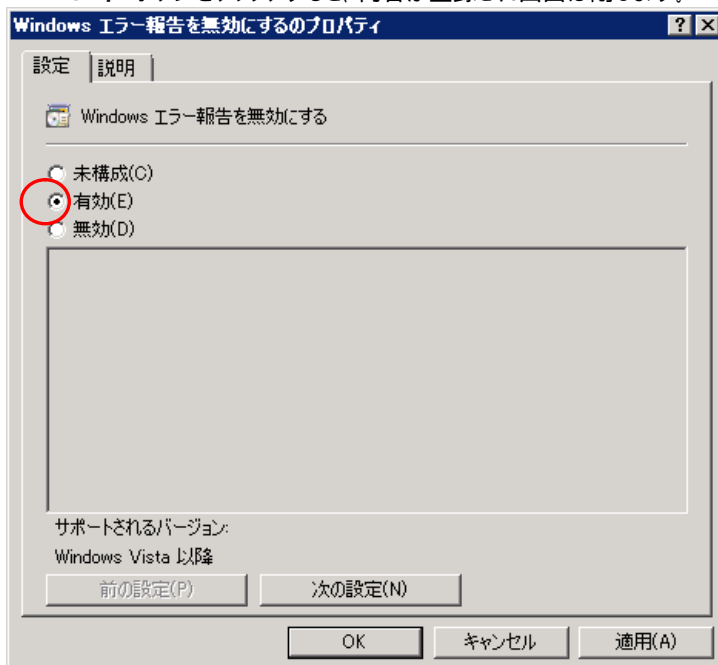 Windows エラー報告を無効にするのプロパティ
設定 説明
Windows エラー報告を無効にする
未構成(C)
有効(E)
無効(D)
サポートされるバージョン:
Windows Vista 以降
前の設定(P) 次の設定(N)
OK キャンセル 適用(A)